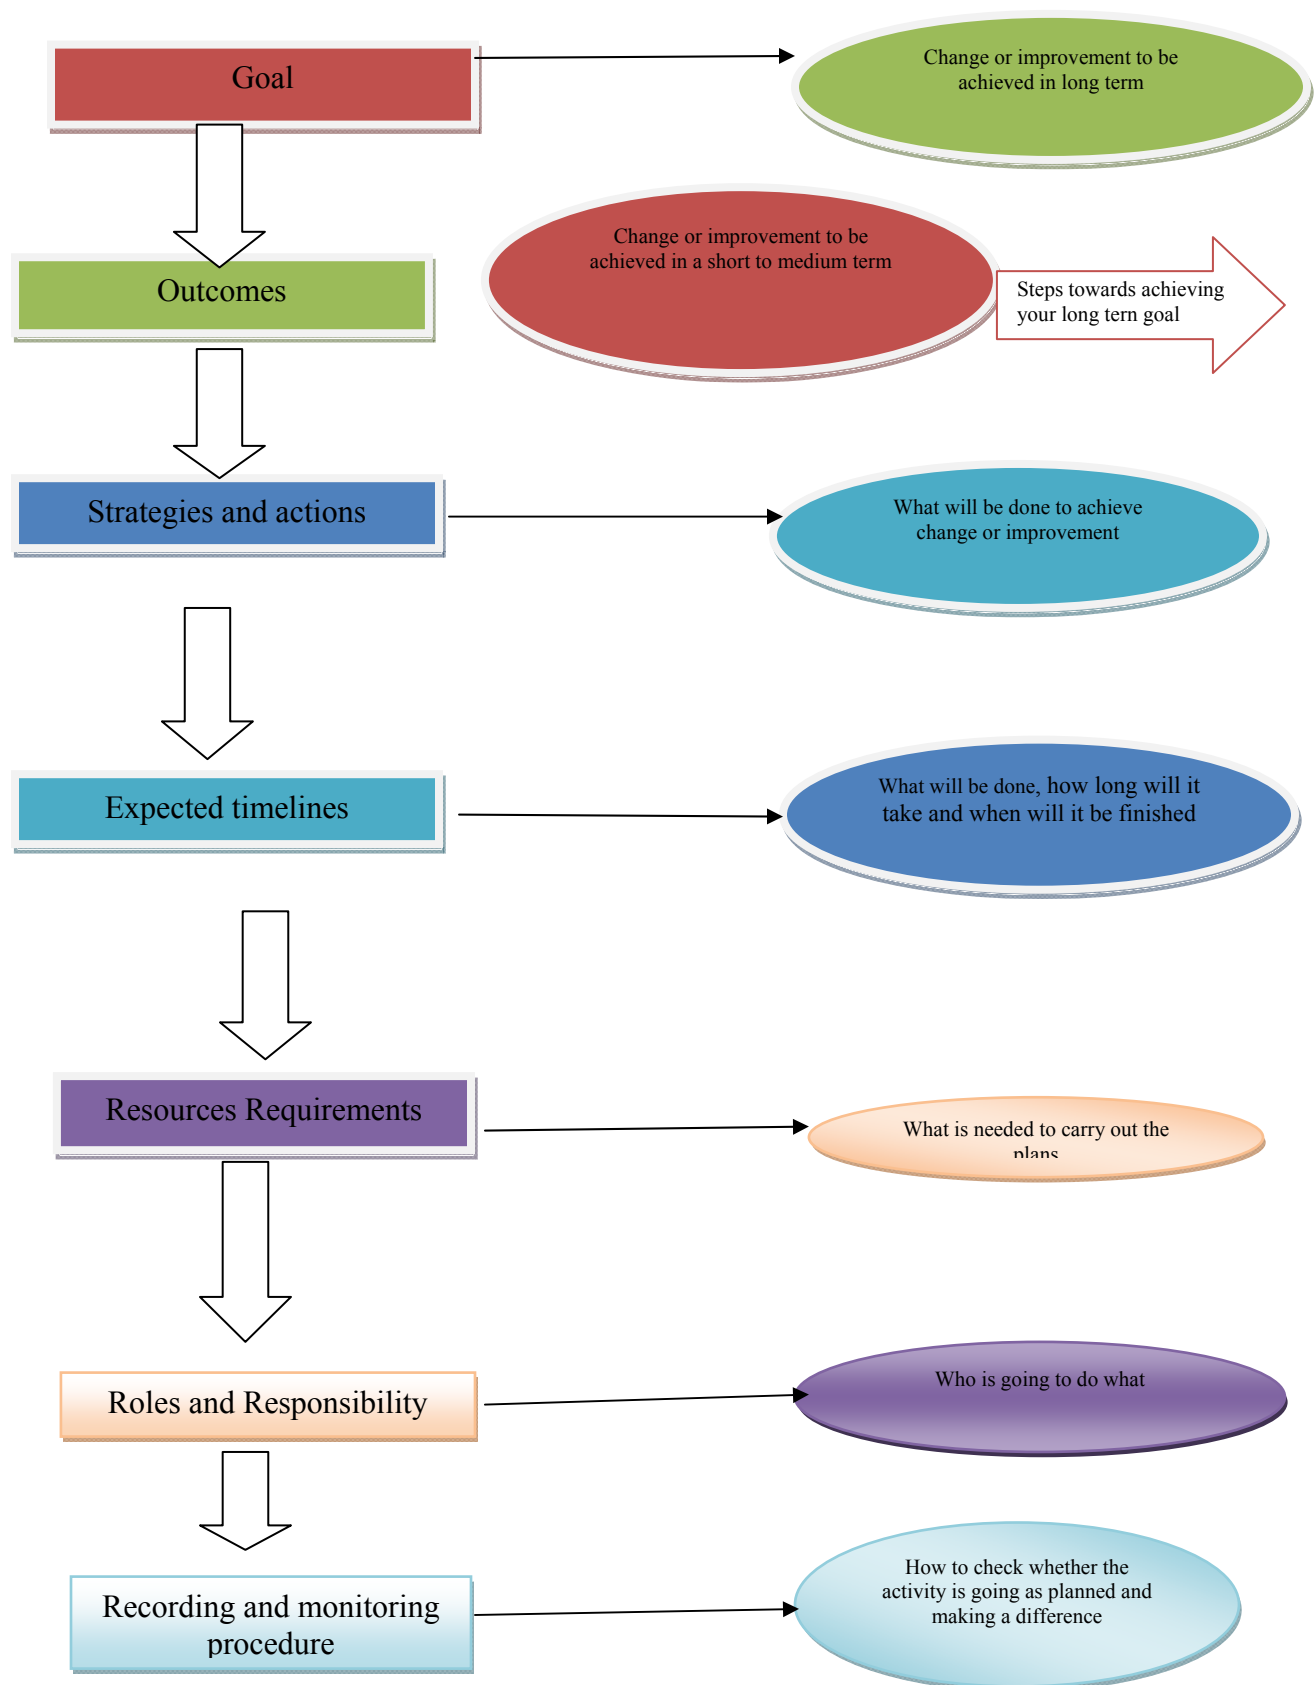 Goal
Change or improvement to be
achieved in long term
Change or improvement to be
achieved in a short to medium term
Outcomes
Steps towards achieving
your long tern goal
Strategies and actions
What will be done to achieve
change or improvement
Expected timelines
What will be done, how long will it
take and when will it be finished
Resources Requirements
What is needed to carry out the
plans
Roles and Responsibility
Who is going to do what
Recording and monitoring
procedure
How to check whether the
activity is going as planned and
making a difference